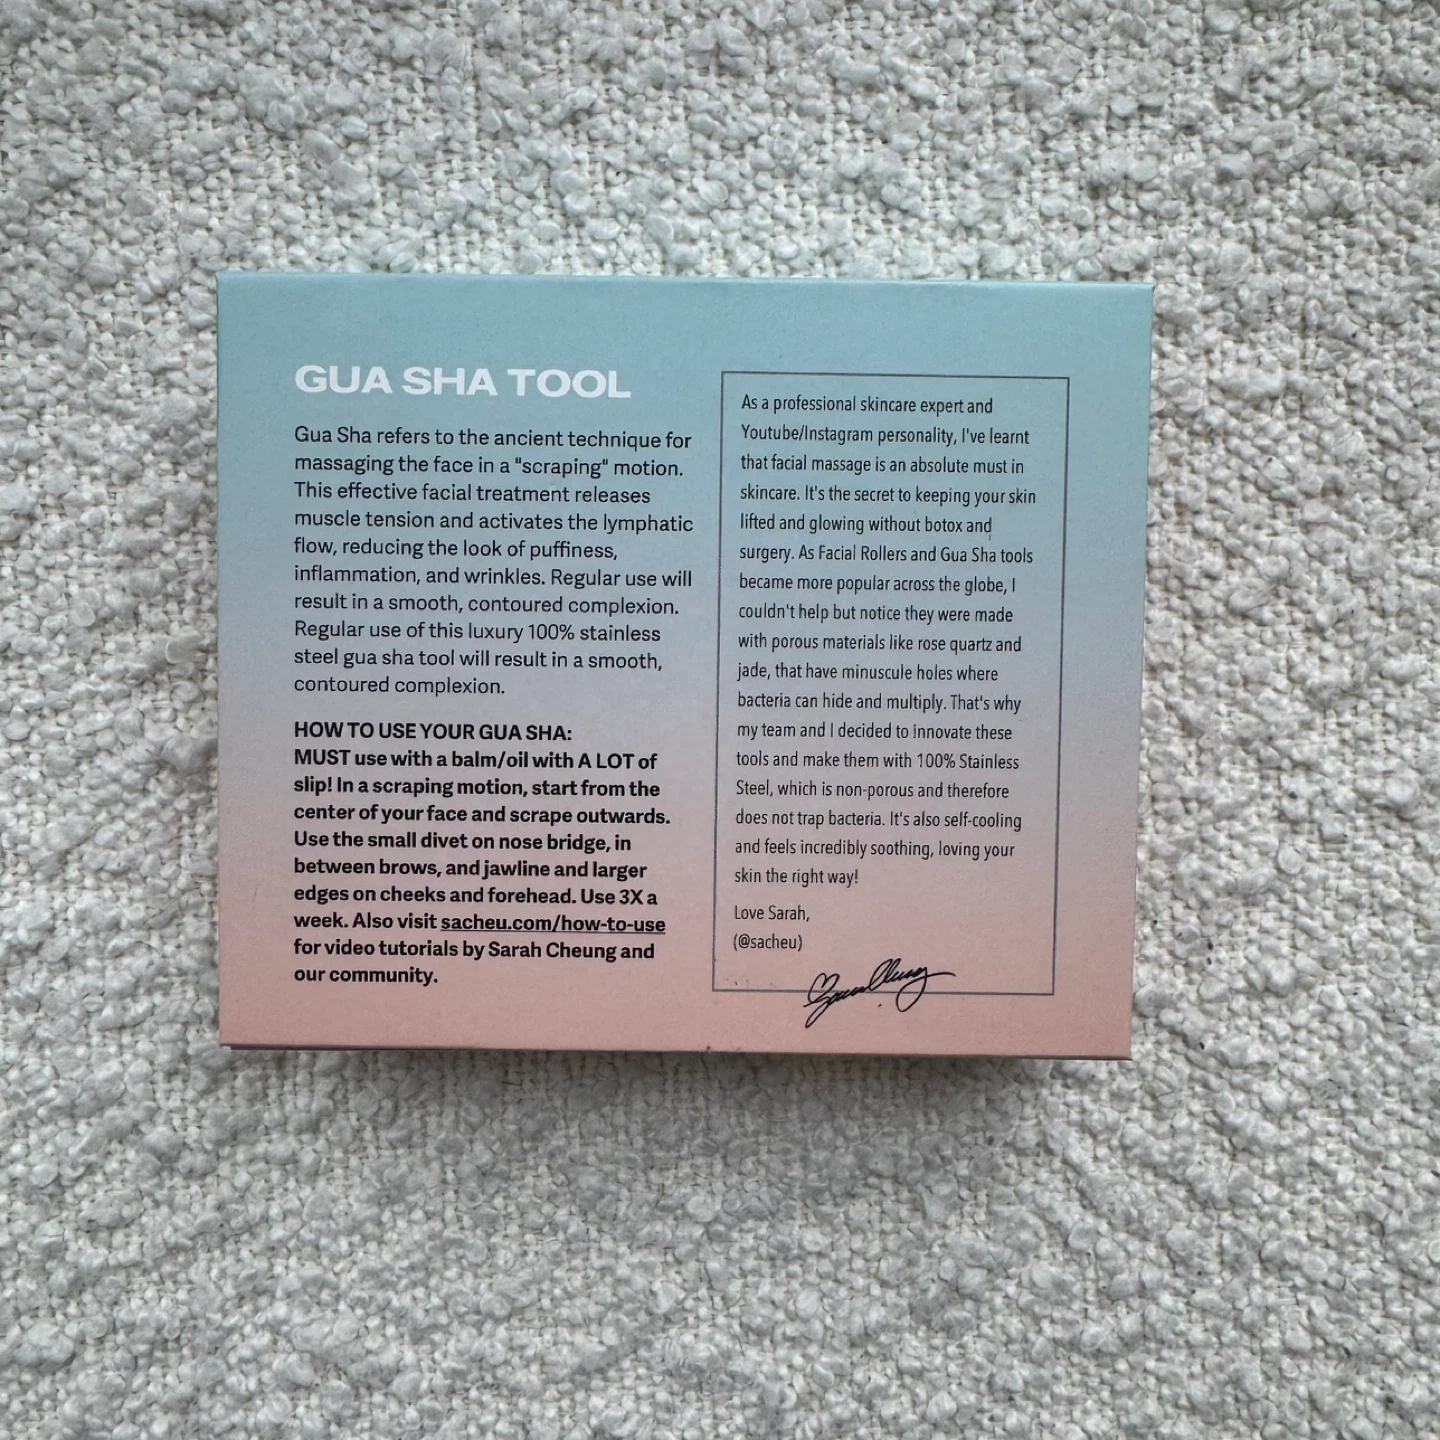 GUA SHA TOOL
Gua Sha refers to the ancient technique for
massaging the face in a "scraping" motion.
This effective facial treatment releases
muscle tension and activates the lymphatic
flow, reducing the look of puffiness,
inflammation, and wrinkles. Regular use will
result in a smooth, contoured complexion.
Regular use of this luxury 100% stainless
steel gua sha tool will result in a smooth,
contoured complexion.
HOW TO USE YOUR GUA SHA:
MUST use with a balm/oil with A LOT of
slip! In a scraping motion, start from the
center of your face and scrape outwards.
Use the small divet on nose bridge, in
between brows, and jawline and larger
edges on cheeks and forehead. Use 3X a
week. Also visit sacheu.com/how-to-use
for video tutorials by Sarah Cheung and
our community.
As a professional skincare expert and
Youtube/Instagram personality, I've learnt
that facial massage is an absolute must in
skincare. It's the secret to keeping your skin
lifted and glowing without botox and
surgery. As Facial Rollers and Gua Sha tools
became more popular across the globe, I
couldn't help but notice they were made
with porous materials like rose quartz and
jade, that have minuscule holes where
bacteria can hide and multiply. That's why
my team and I decided to innovate these
tools and make them with 100% Stainless
Steel, which is non-porous and therefore
does not trap bacteria. It's also self-cooling
and feels incredibly soothing, loving your
skin the right way!
Love Sarah,
(@sacheu)